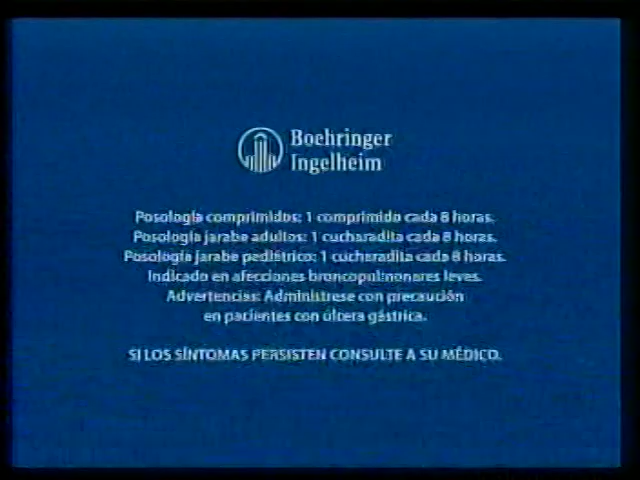 Boehringer
Ingelheim
Posología comprimidos: 1 comprimido cada 8 horas.
Posología jarabe adultos: 1 cucharadita cada 8 horas.
Posología jarabe pediátrico: 1 cucharadita cada 8 horas.
Indicado en afecciones broncopulmonares leves.
Advertencias: Adminístrese con precaución
en pacientes con úlcera gástrica.
SI LOS SÍNTOMAS PERSISTEN CONSULTE A SU MÉDICO.